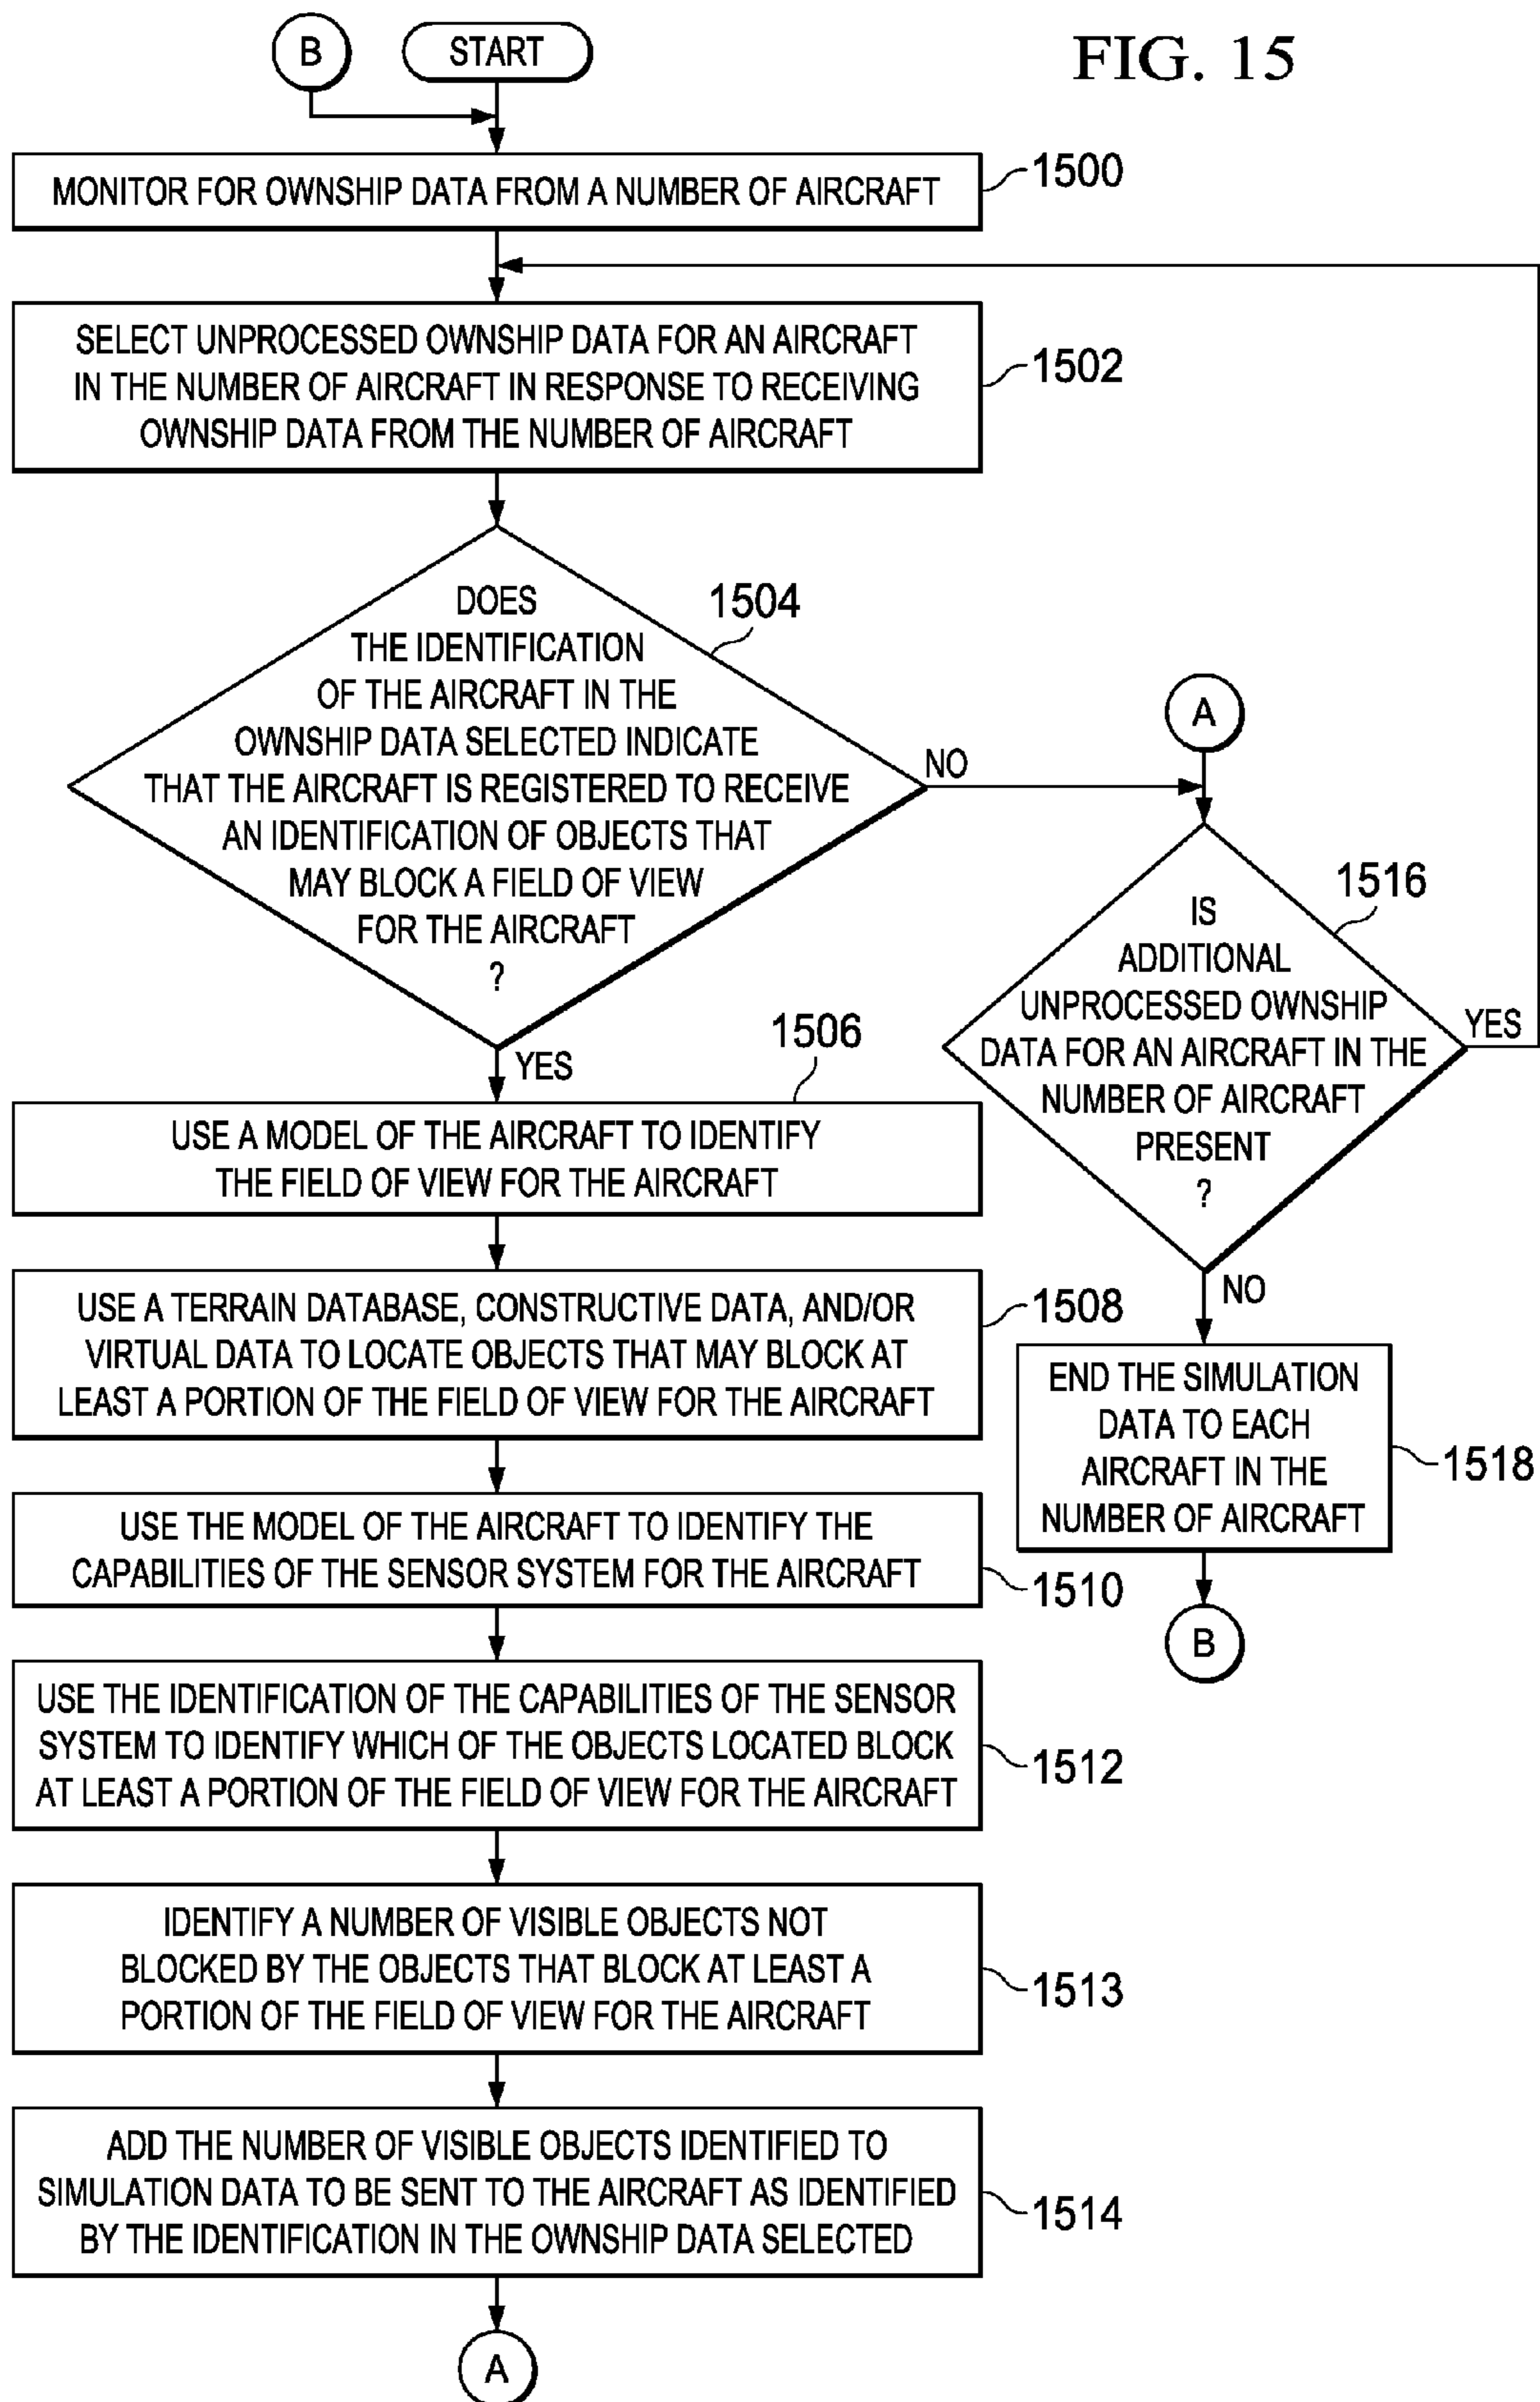 B
START
FIG. 15
MONITOR FOR OWNSHIP DATA FROM A NUMBER OF AIRCRAFT
1500
SELECT UNPROCESSED OWNSHIP DATA FOR AN AIRCRAFT
IN THE NUMBER OF AIRCRAFT IN RESPONSE TO RECEIVING
OWNSHIP DATA FROM THE NUMBER OF AIRCRAFT
1502
DOES
THE IDENTIFICATION
OF THE AIRCRAFT IN THE
OWNSHIP DATA SELECTED INDICATE
THAT THE AIRCRAFT IS REGISTERED TO RECEIVE
AN IDENTIFICATION OF OBJECTS THAT
MAY BLOCK A FIELD OF VIEW
FOR THE AIRCRAFT
?
1504
NO
YES
A
IS
ADDITIONAL
UNPROCESSED OWNSHIP
DATA FOR AN AIRCRAFT IN THE
NUMBER OF AIRCRAFT
PRESENT
?
1516
YES
NO
USE A MODEL OF THE AIRCRAFT TO IDENTIFY
THE FIELD OF VIEW FOR THE AIRCRAFT
1506
USE A TERRAIN DATABASE, CONSTRUCTIVE DATA, AND/OR
VIRTUAL DATA TO LOCATE OBJECTS THAT MAY BLOCK AT
LEAST A PORTION OF THE FIELD OF VIEW FOR THE AIRCRAFT
1508
END THE SIMULATION
DATA TO EACH
AIRCRAFT IN THE
NUMBER OF AIRCRAFT
1518
B
USE THE MODEL OF THE AIRCRAFT TO IDENTIFY THE
CAPABILITIES OF THE SENSOR SYSTEM FOR THE AIRCRAFT
1510
USE THE IDENTIFICATION OF THE CAPABILITIES OF THE SENSOR
SYSTEM TO IDENTIFY WHICH OF THE OBJECTS LOCATED BLOCK
AT LEAST A PORTION OF THE FIELD OF VIEW FOR THE AIRCRAFT
1512
IDENTIFY A NUMBER OF VISIBLE OBJECTS NOT
BLOCKED BY THE OBJECTS THAT BLOCK AT LEAST A
PORTION OF THE FIELD OF VIEW FOR THE AIRCRAFT
1513
ADD THE NUMBER OF VISIBLE OBJECTS IDENTIFIED TO
SIMULATION DATA TO BE SENT TO THE AIRCRAFT AS IDENTIFIED
BY THE IDENTIFICATION IN THE OWNSHIP DATA SELECTED
1514
A